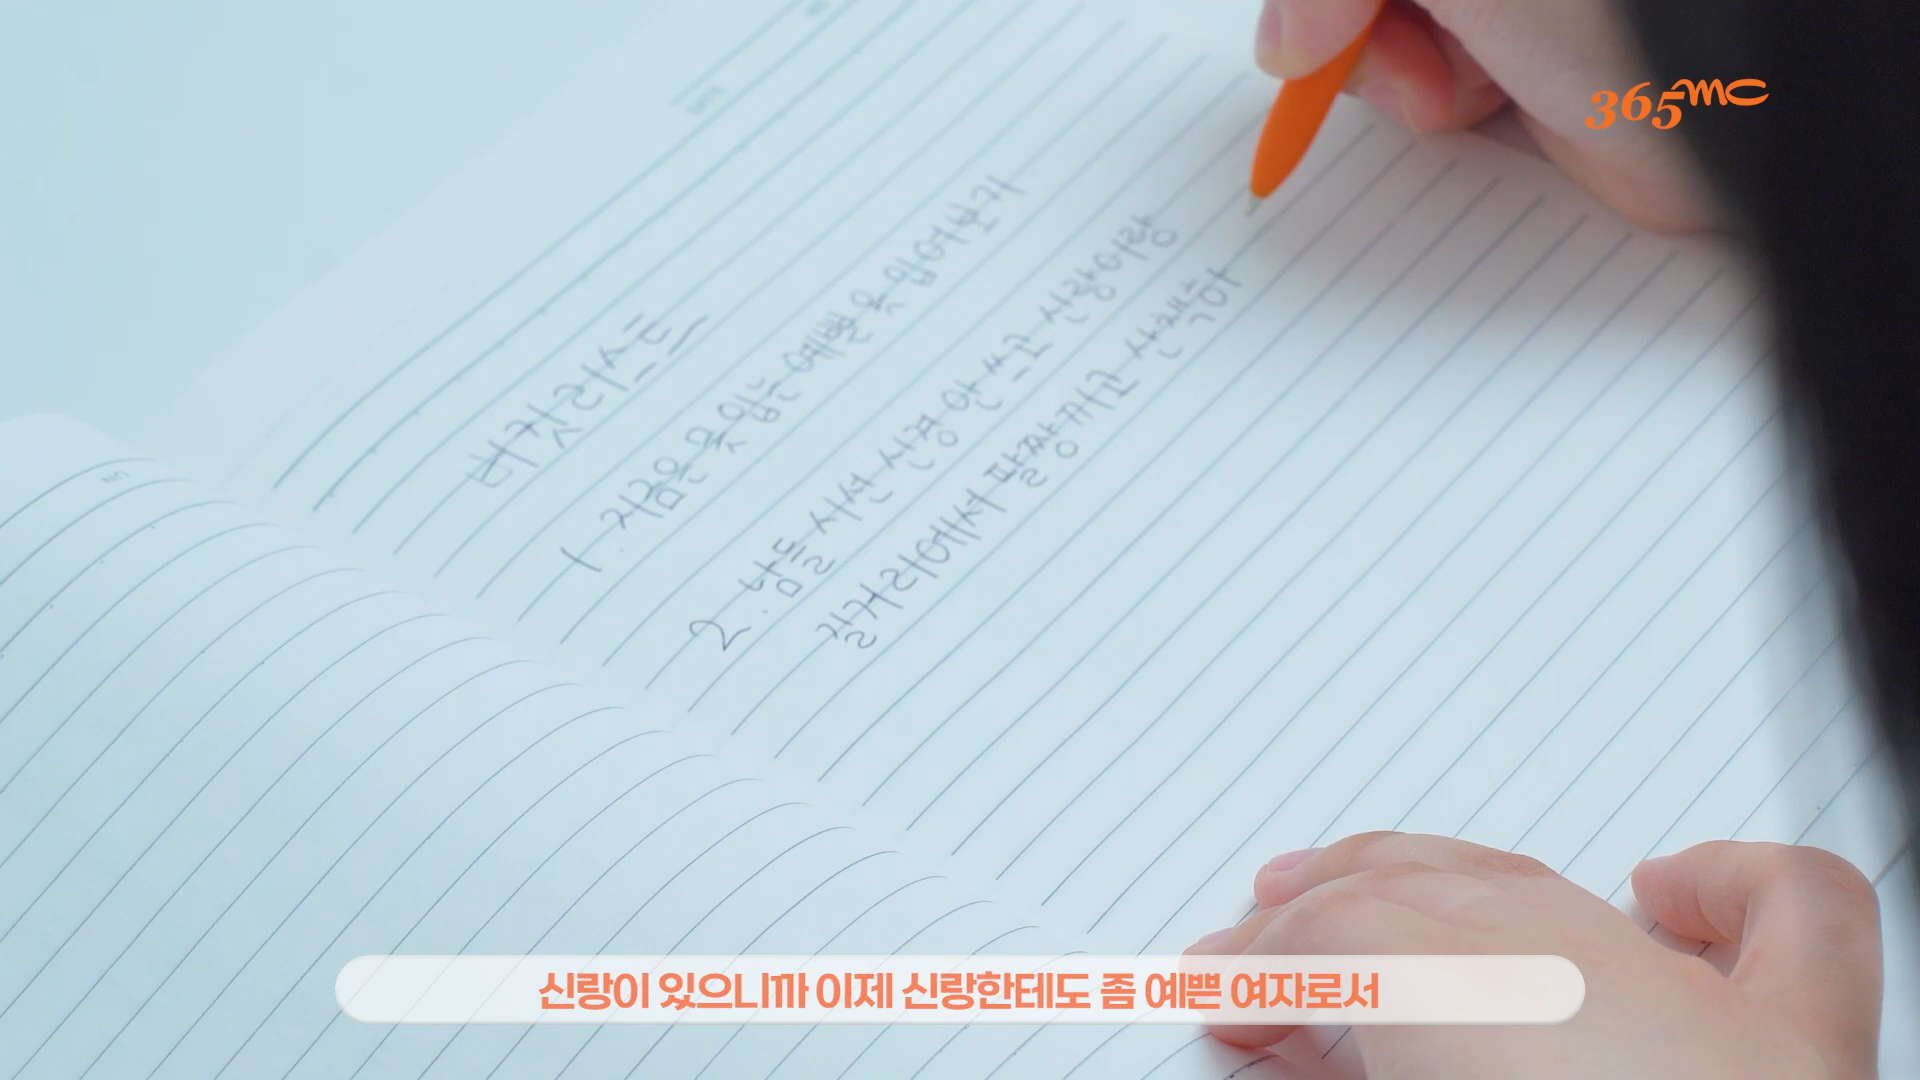 365mc
버킷리스트
1. 지금은 못 입는 예쁜 옷 입어보기
2. 남들 시선 신경 안 쓰고 신랑이랑
길거리에서 팔짱끼고 산책하
신랑이 있으니까 이제 신랑한테도 좀 예쁜 여자로서